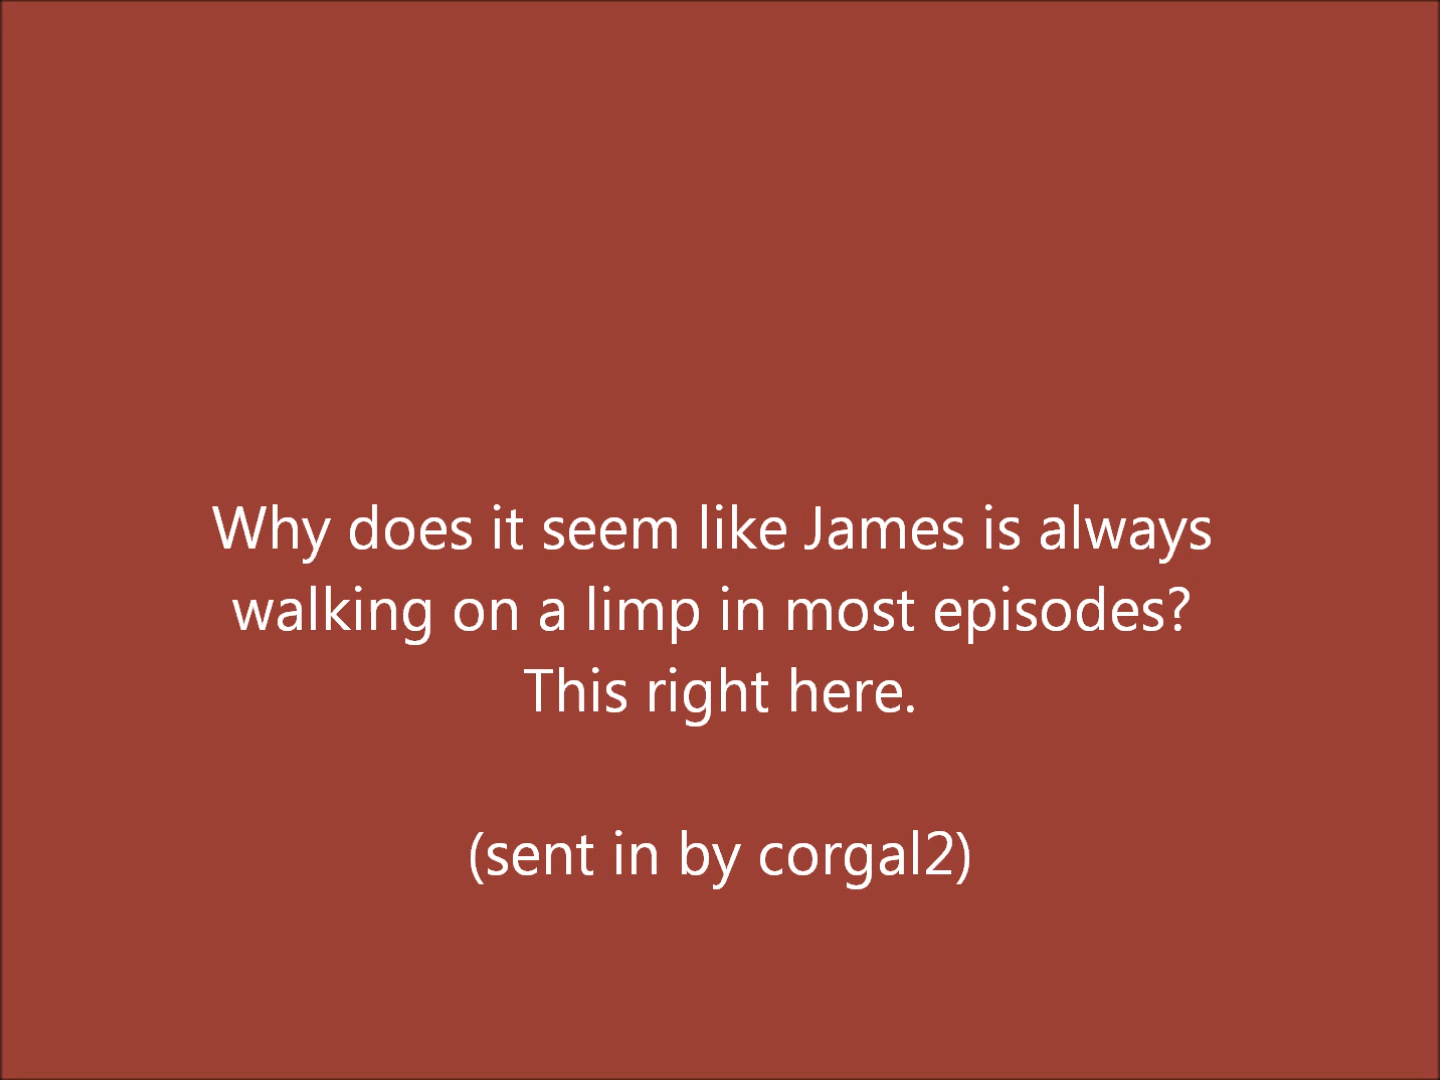 Why does it seem like James is always
walking on a limp in most episodes?
This right here.
(sent in by corgal2)